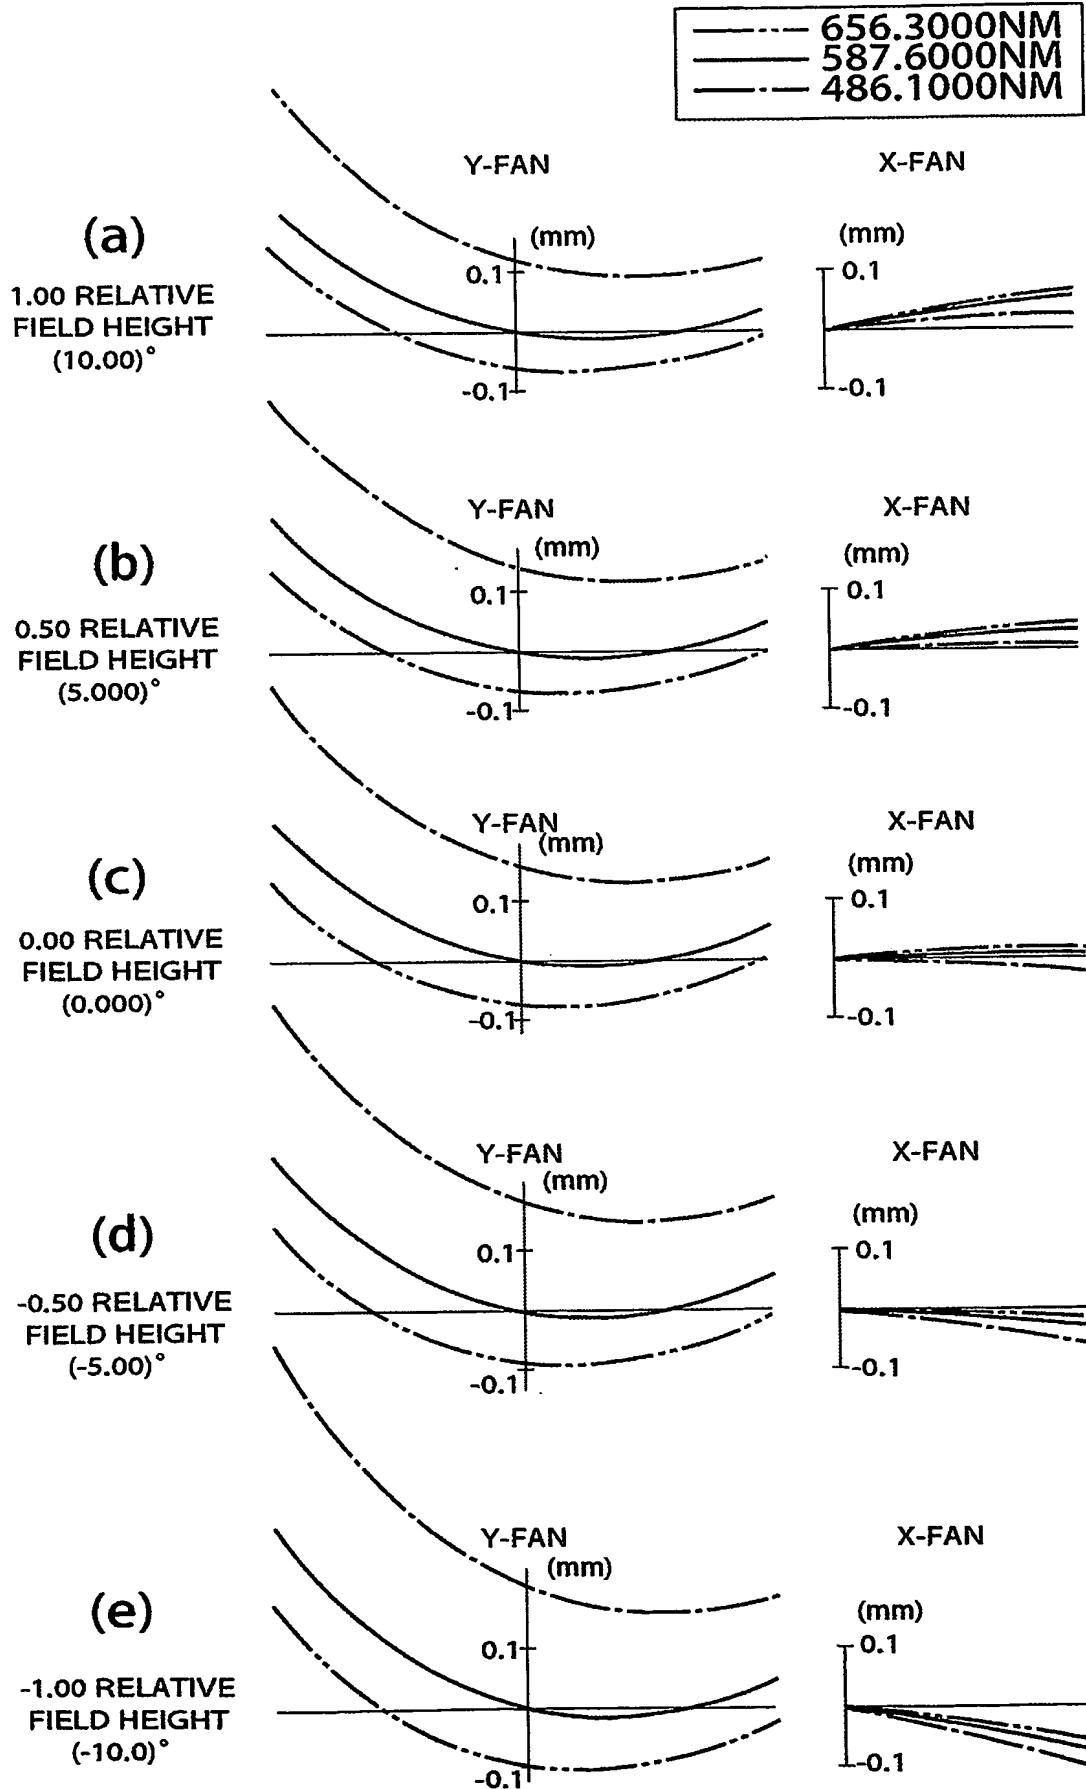 656.3000NM
587.6000NM
486.1000NM
Y-FAN
X-FAN
(a)
1.00 RELATIVE
FIELD HEIGHT
(10.00)°
(mm)
0.1
-0.1
(mm)
0.1
-0.1
Y-FAN
X-FAN
(b)
0.50 RELATIVE
FIELD HEIGHT
(5.000)°
(mm)
0.1
-0.1
(mm)
0.1
-0.1
Y-FAN
X-FAN
(c)
0.00 RELATIVE
FIELD HEIGHT
(0.000)°
(mm)
0.1
-0.1
(mm)
0.1
-0.1
Y-FAN
X-FAN
(d)
-0.50 RELATIVE
FIELD HEIGHT
(-5.00)°
(mm)
0.1
-0.1
(mm)
0.1
-0.1
Y-FAN
X-FAN
(e)
-1.00 RELATIVE
FIELD HEIGHT
(-10.0)°
(mm)
0.1
-0.1
(mm)
0.1
-0.1